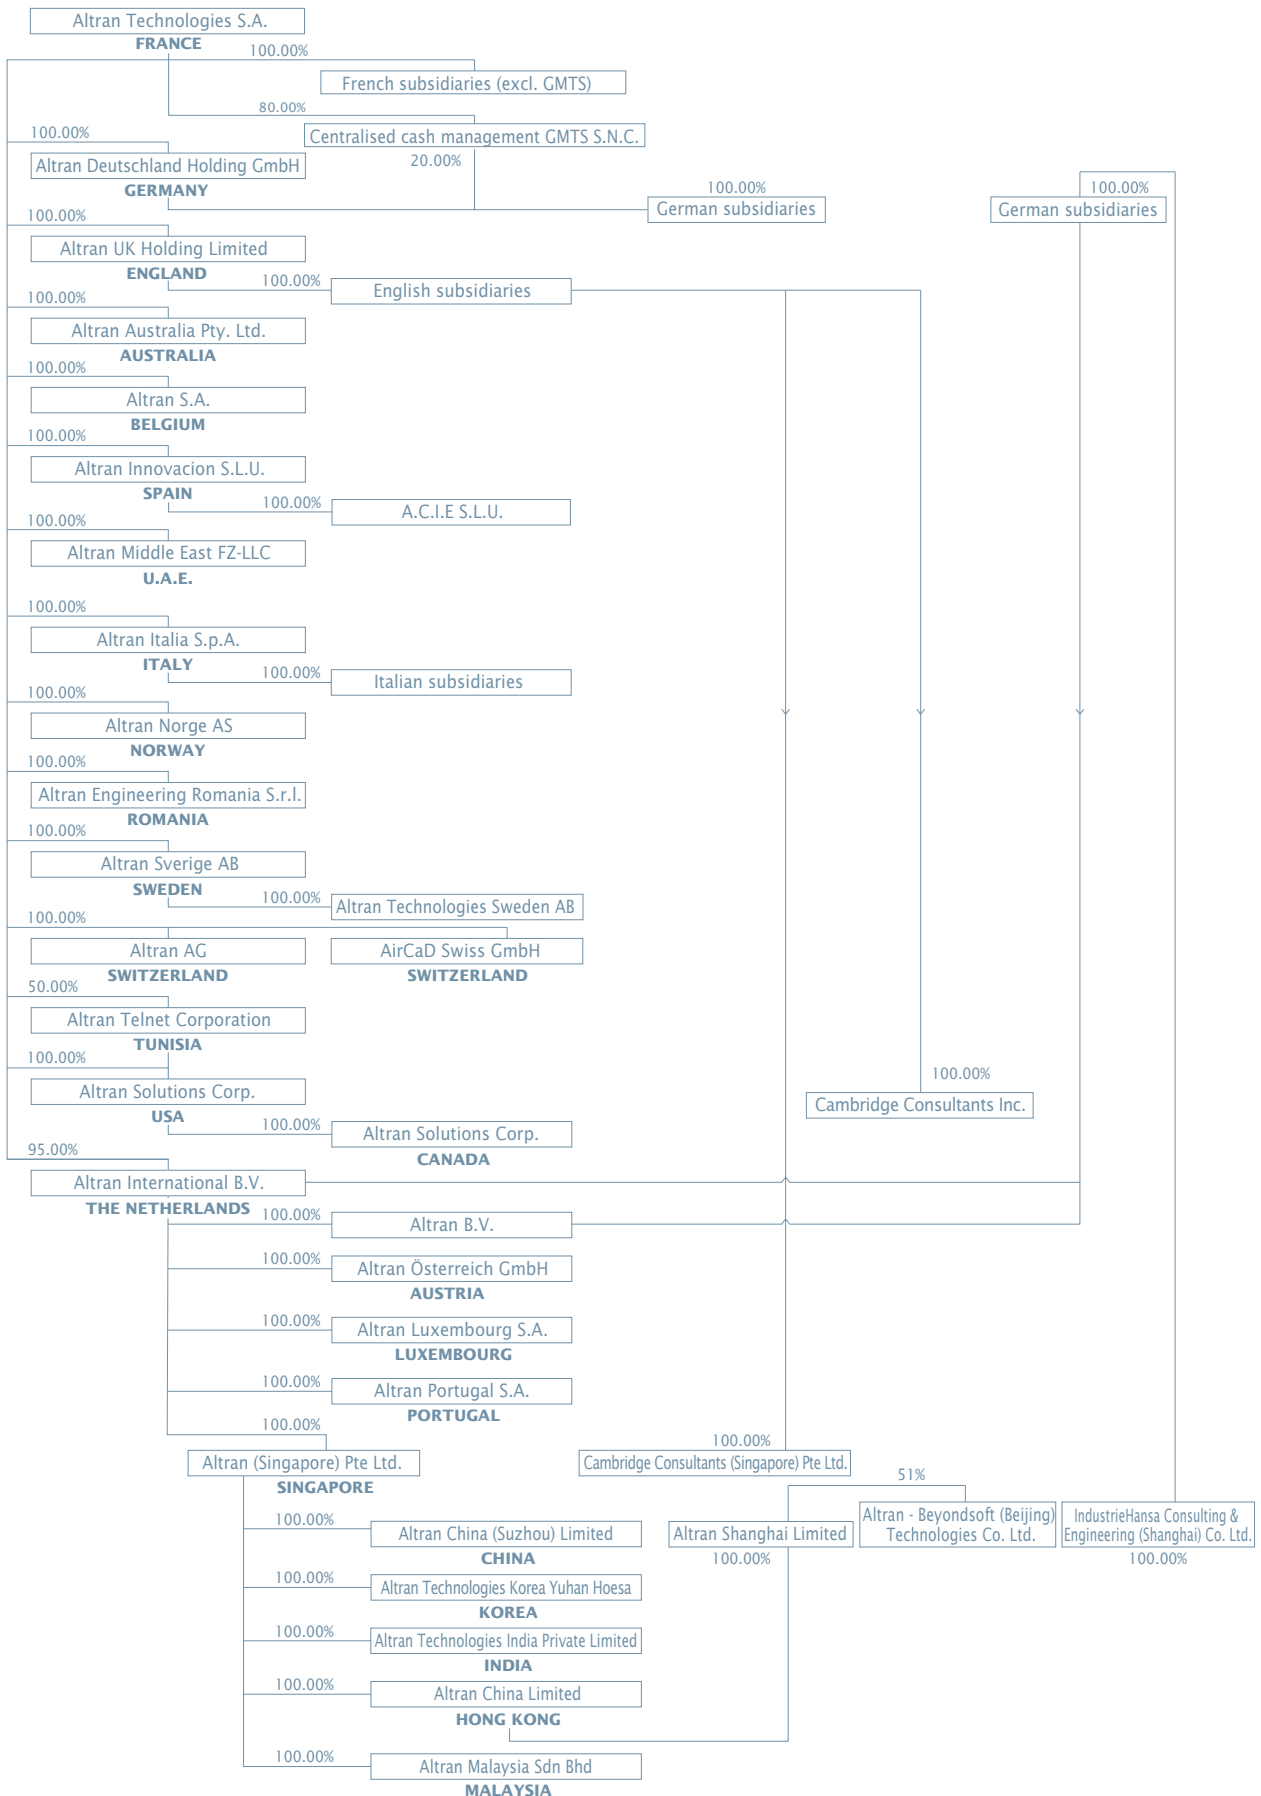 Altran Technologies S.A.
FRANCE
100.00%
French subsidiaries (excl. GMTS)
80.00%
Centralised cash management GMTS S.N.C.
20.00%
100.00%
Altran Deutschland Holding GmbH
GERMANY
100.00%
German subsidiaries
100.00%
German subsidiaries
100.00%
Altran UK Holding Limited
ENGLAND
100.00%
English subsidiaries
100.00%
Altran Australia Pty. Ltd.
AUSTRALIA
100.00%
Altran S.A.
BELGIUM
100.00%
Altran Innovacion S.L.U.
SPAIN
100.00%
A.C.I.E S.L.U.
100.00%
Altran Middle East FZ-LLC
U.A.E.
100.00%
Altran Italia S.p.A.
ITALY
100.00%
Italian subsidiaries
100.00%
Altran Norge AS
NORWAY
100.00%
Altran Engineering Romania S.r.l.
ROMANIA
100.00%
Altran Sverige AB
SWEDEN
100.00%
Altran Technologies Sweden AB
100.00%
Altran AG
SWITZERLAND
AirCaD Swiss GmbH
SWITZERLAND
50.00%
Altran Telnet Corporation
TUNISIA
100.00%
Altran Solutions Corp.
USA
100.00%
Cambridge Consultants Inc.
100.00%
Altran Solutions Corp.
CANADA
95.00%
Altran International B.V.
THE NETHERLANDS
100.00%
Altran B.V.
100.00%
Altran Österreich GmbH
AUSTRIA
100.00%
Altran Luxembourg S.A.
LUXEMBOURG
100.00%
Altran Portugal S.A.
PORTUGAL
100.00%
Altran (Singapore) Pte Ltd.
SINGAPORE
100.00%
Cambridge Consultants (Singapore) Pte Ltd.
51%
100.00%
Altran China (Suzhou) Limited
CHINA
Altran Shanghai Limited
100.00%
Altran - Beyondsoft (Beijing)
Technologies Co. Ltd.
IndustrieHansa Consulting &
Engineering (Shanghai) Co. Ltd.
100.00%
100.00%
Altran Technologies Korea Yuhan Hoesa
KOREA
100.00%
Altran Technologies India Private Limited
INDIA
100.00%
Altran China Limited
HONG KONG
100.00%
Altran Malaysia Sdn Bhd
MALAYSIA